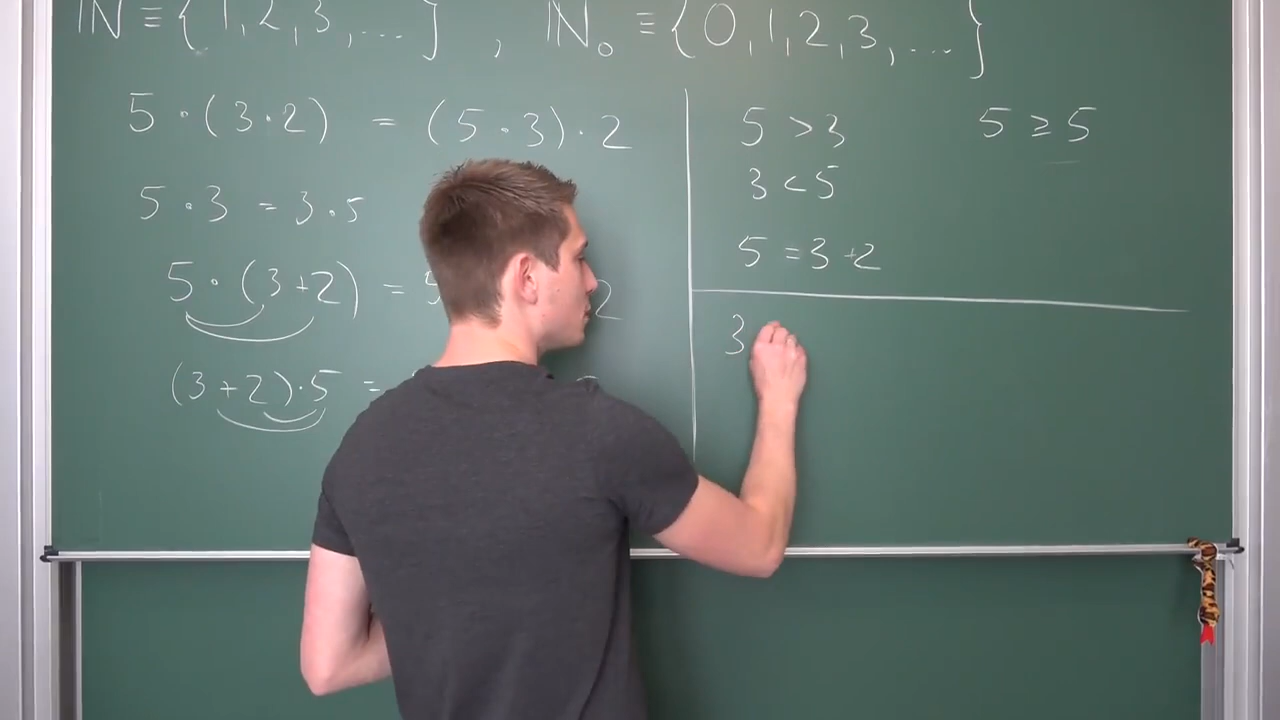 ℕ ≡ {1,2,3,...} , ℕ₀ ≡ {0,1,2,3,...}
5 · (3 · 2) = (5 · 3) · 2
5 · 3 = 3 · 5
5 · (3 + 2) = 5 2
(3 + 2) · 5 =
5 > 3
5 ≥ 5
3 < 5
5 = 3 + 2
3